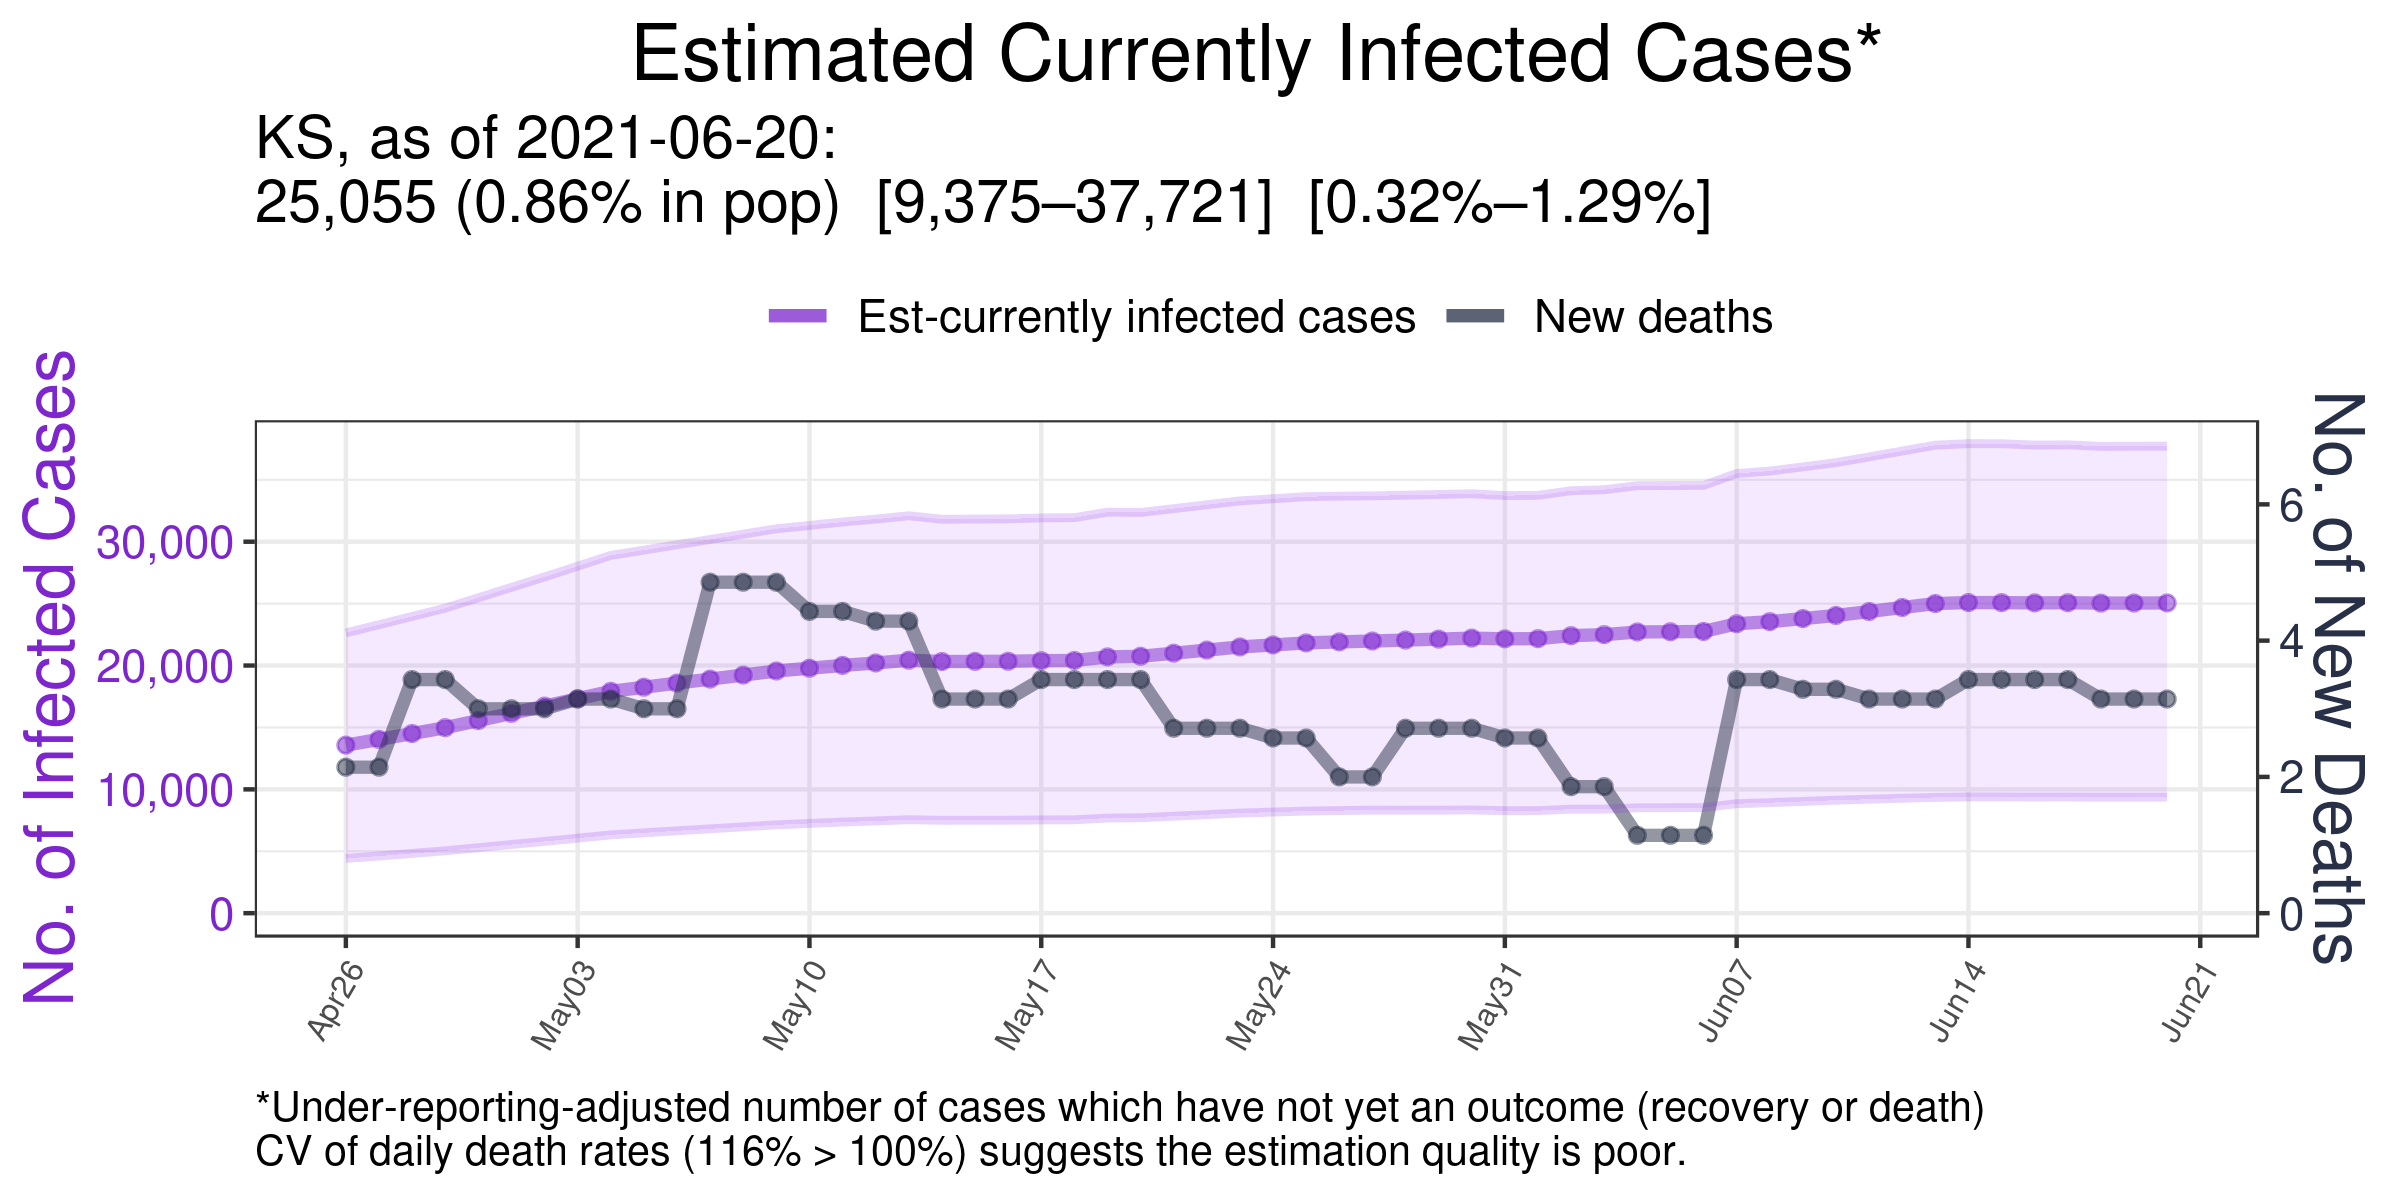 Estimated Currently Infected Cases*
KS, as of 2021-06-20:
25,055 (0.86% in pop)  [9,375–37,721]  [0.32%–1.29%]
Est-currently infected cases
New deaths
No. of Infected Cases
30,000
20,000
10,000
0
No. of New Deaths
6
4
2
0
Apr26
May03
May10
May17
May24
May31
Jun07
Jun14
Jun21
*Under-reporting-adjusted number of cases which have not yet an outcome (recovery or death)
CV of daily death rates (116% > 100%) suggests the estimation quality is poor.